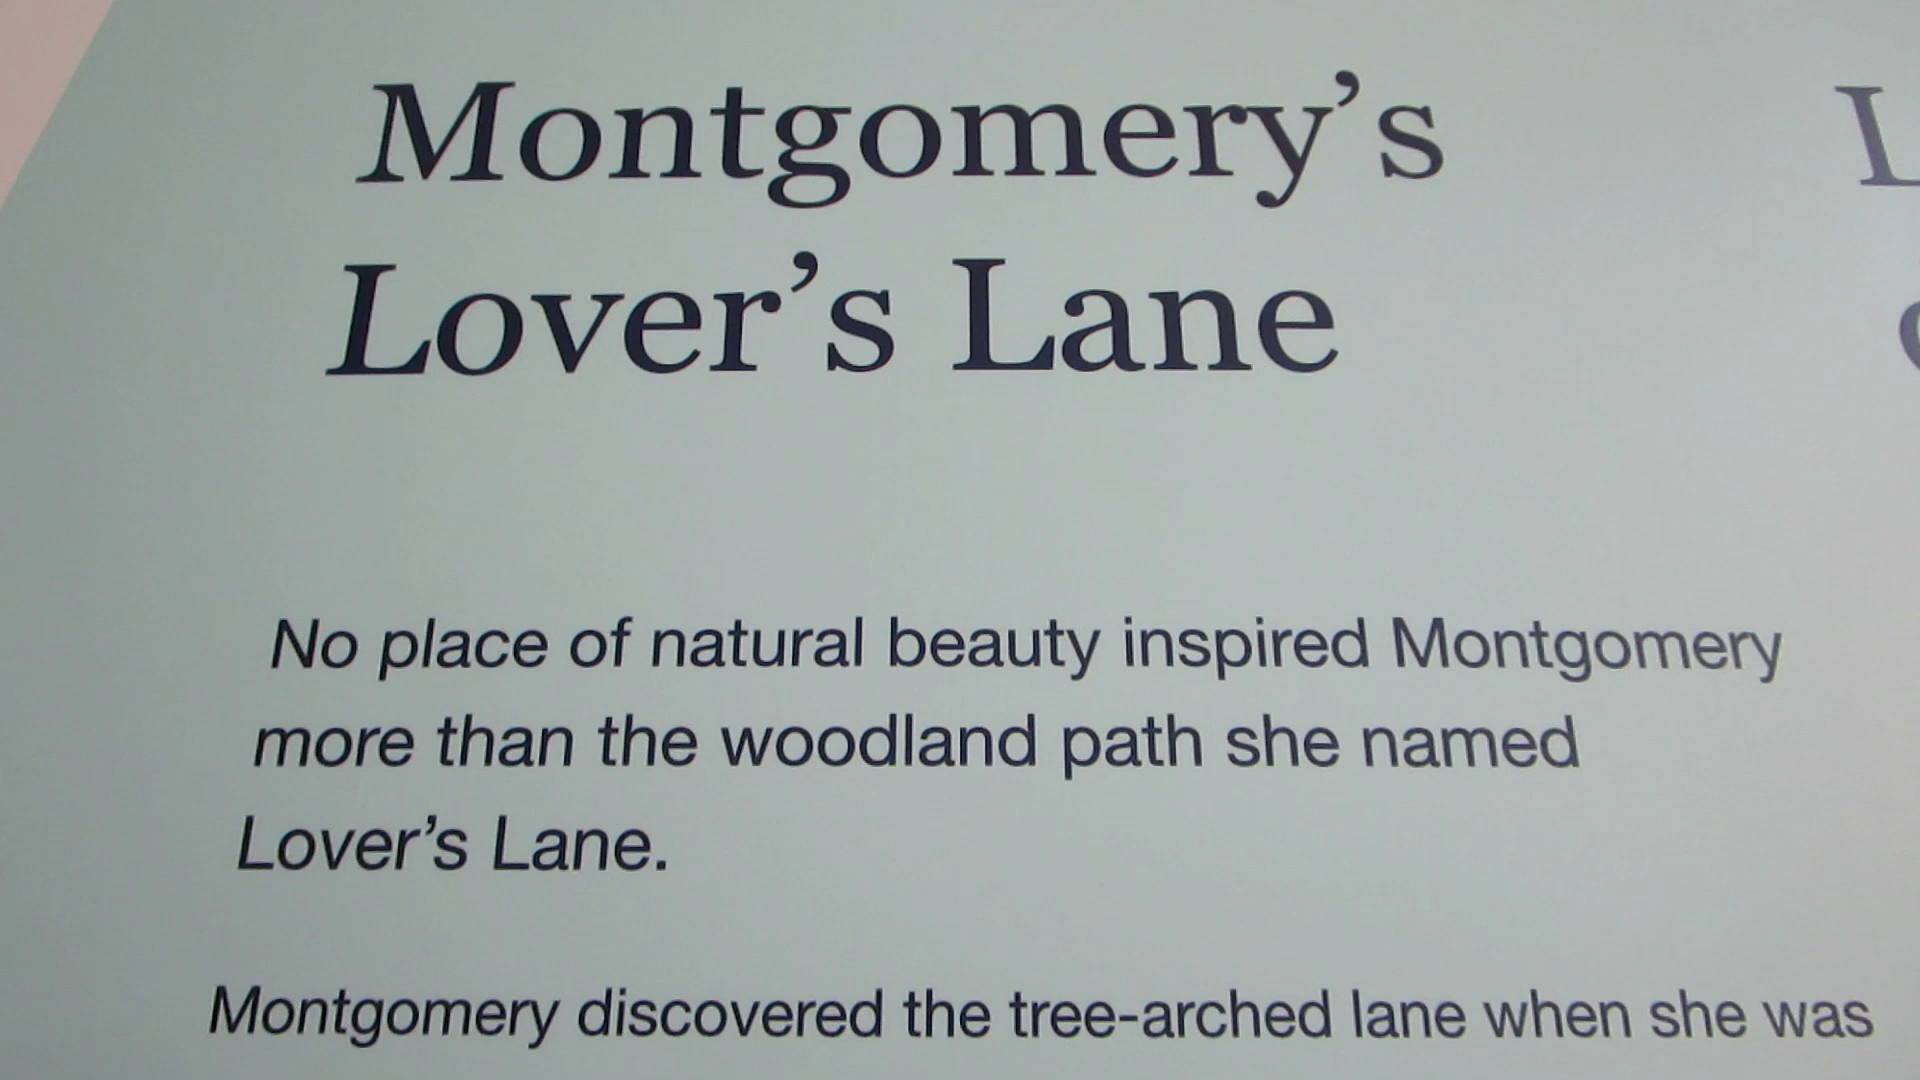 Montgomery’s
Lover’s Lane
No place of natural beauty inspired Montgomery
more than the woodland path she named
Lover’s Lane.
Montgomery discovered the tree-arched lane when she was